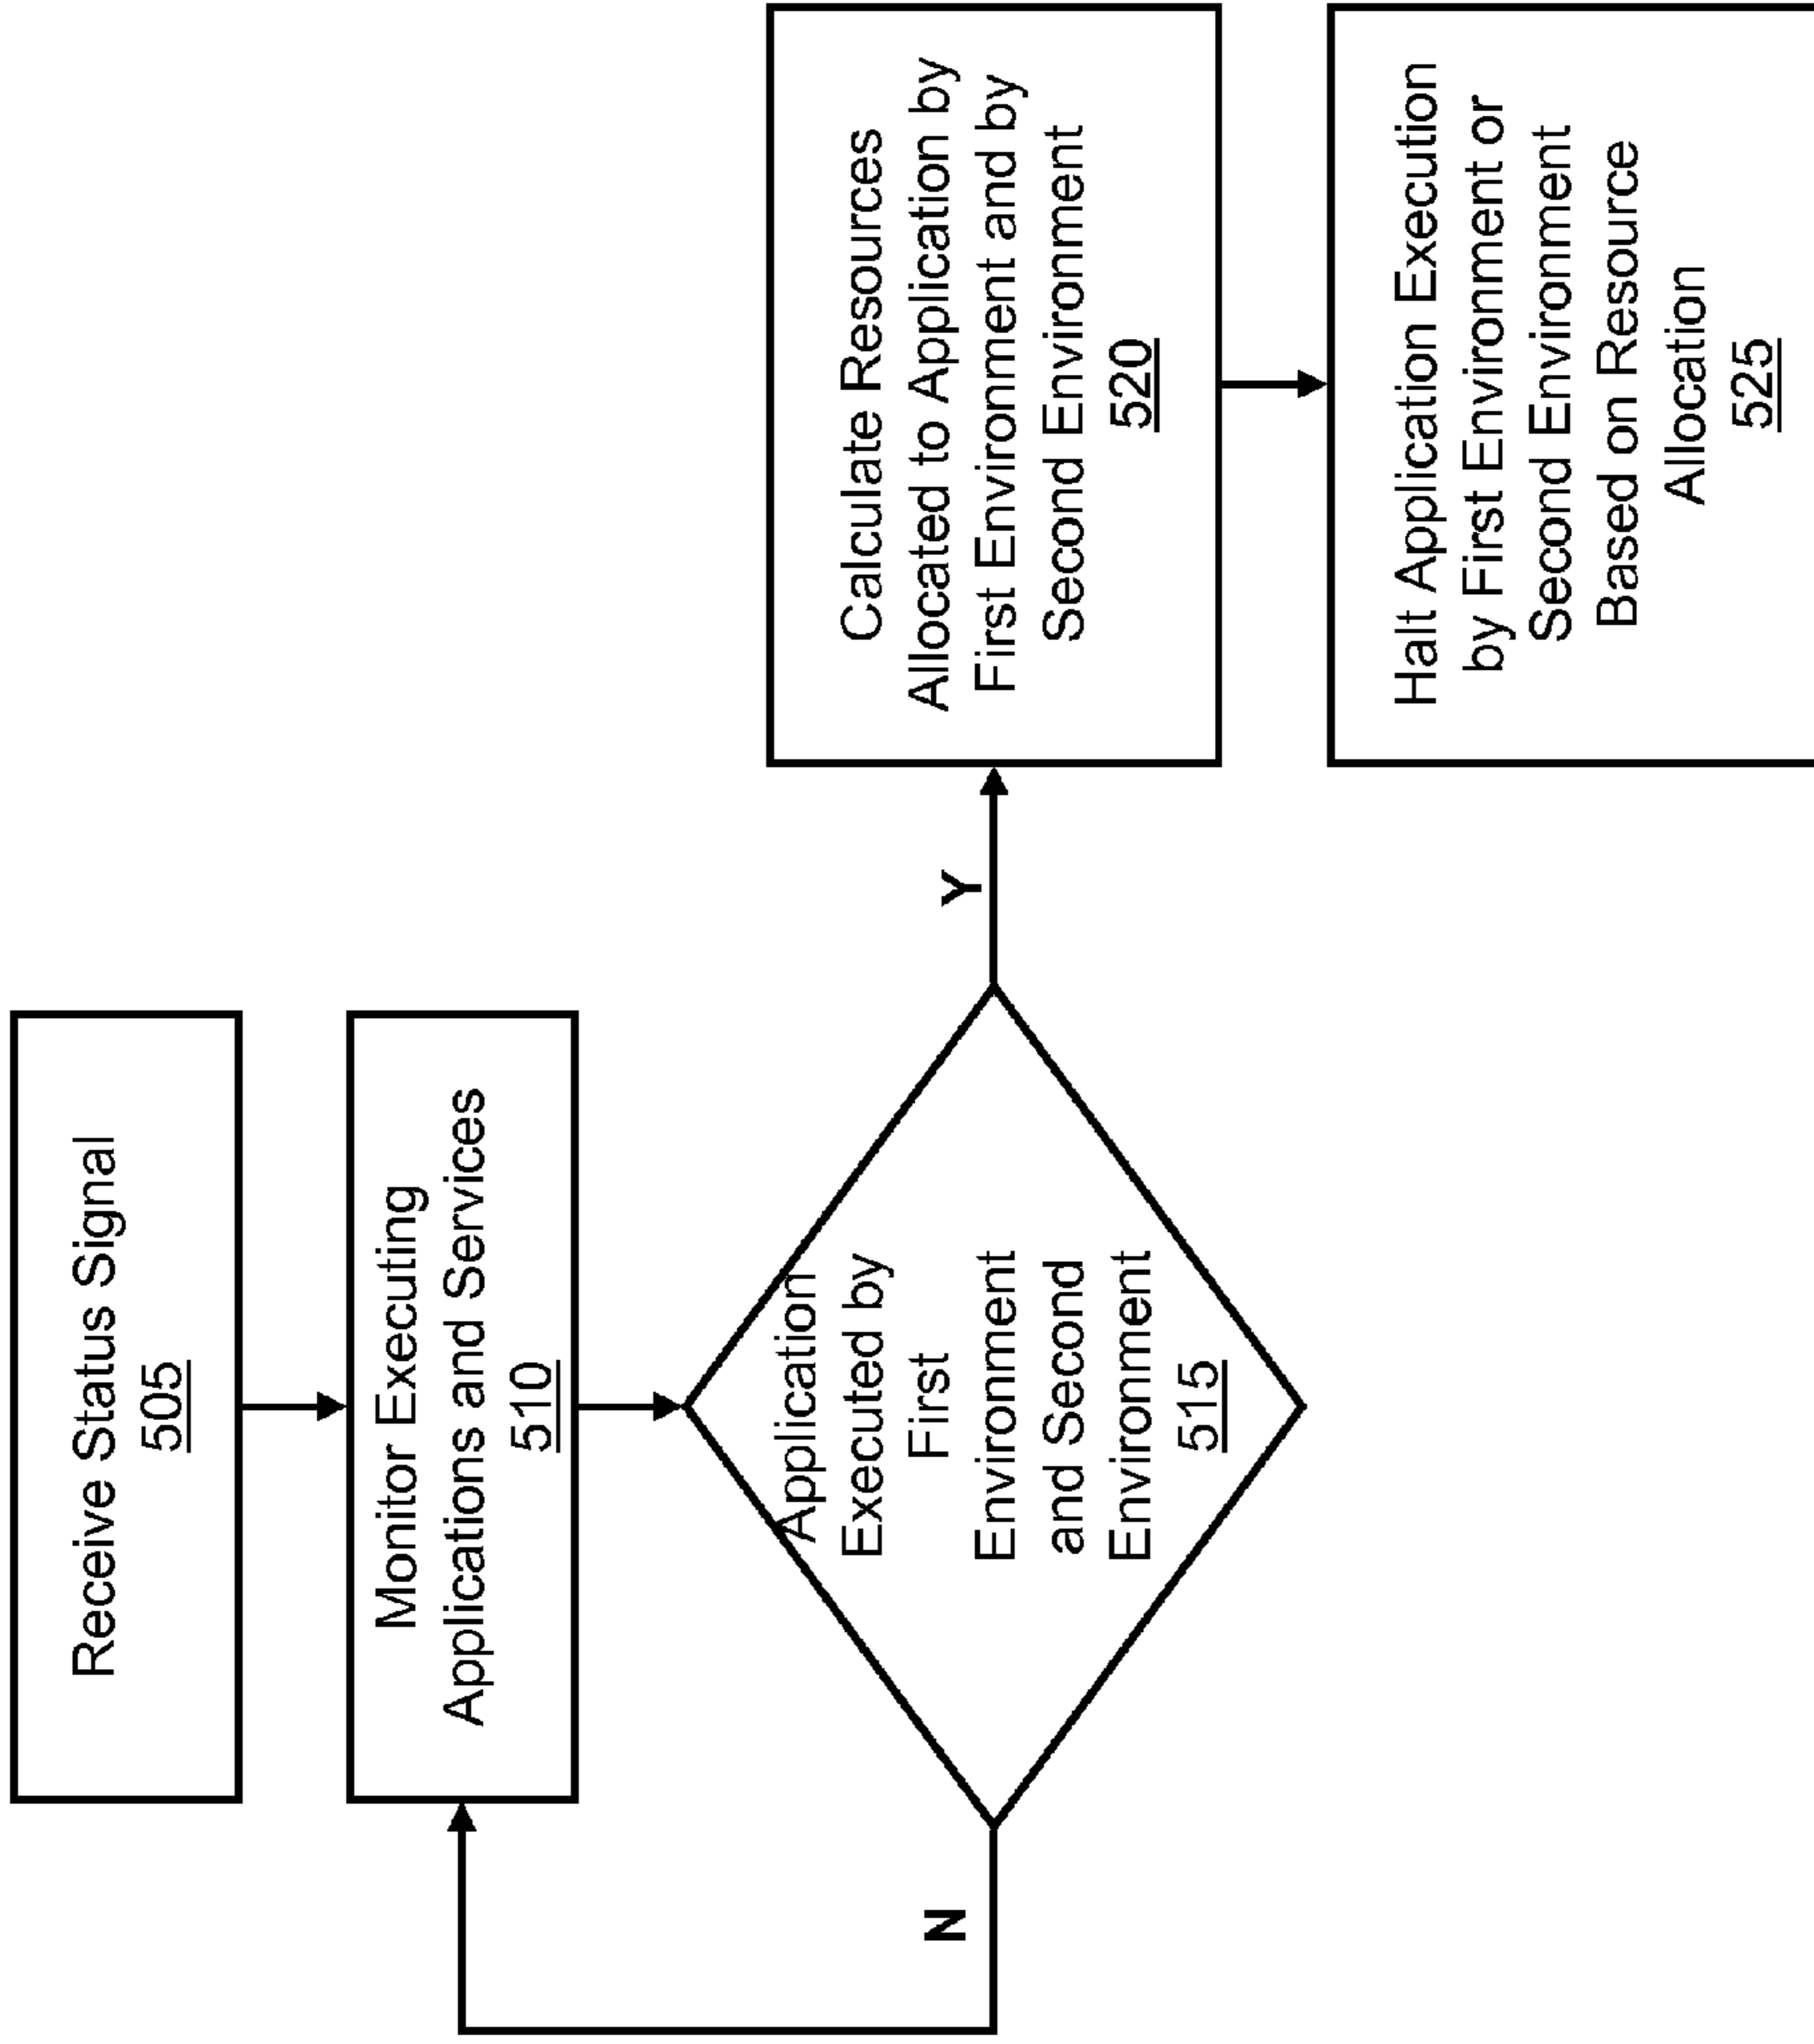 Receive Status Signal
505
Monitor Executing
Applications and Services
510
Application
Executed by
First
Environment
and Second
Environment
515
N
Y
Calculate Resources
Allocated to Application by
First Environment and by
Second Environment
520
Halt Application Execution
by First Environment or
Second Environment
Based on Resource
Allocation
525